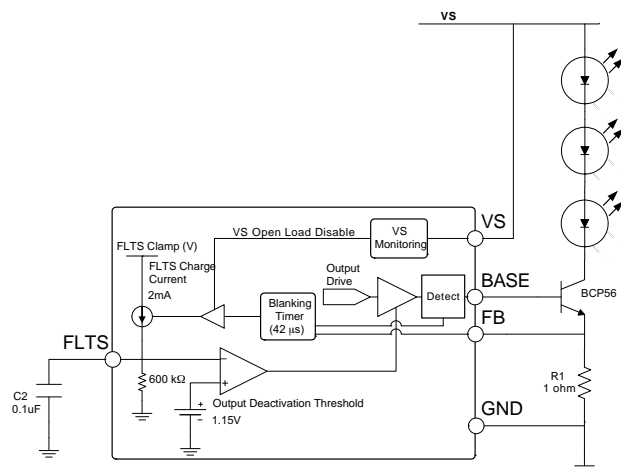 VS
VS
VS Open Load Disable
VS
Monitoring
FLTS Clamp (V)
FLTS Charge
Current
2mA
Output
Drive
BASE
Detect
BCP56
Blanking
Timer
(42 µs)
FB
FLTS
600 kΩ
C2
0.1uF
Output Deactivation Threshold
1.15V
R1
1 ohm
GND